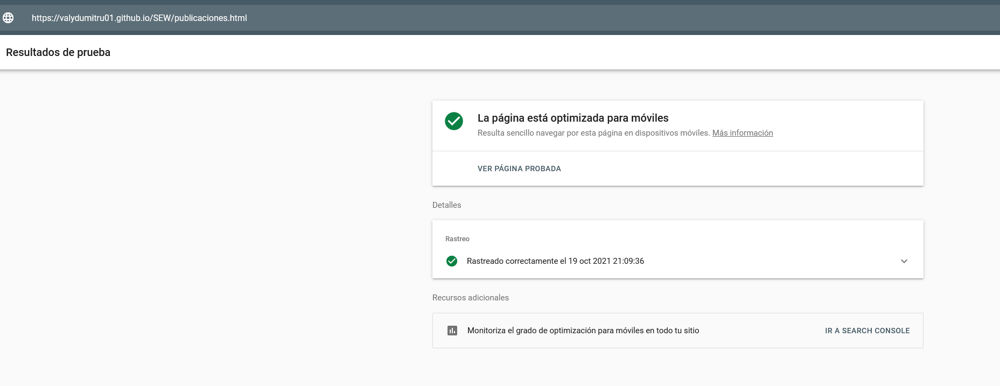 https://valydumitru01.github.io/SEW/publicaciones.html
Resultados de prueba
La página está optimizada para móviles
Resulta sencillo navegar por esta página en dispositivos móviles. Más información
VER PÁGINA PROBADA
Detalles
Rastreo
Rastreado correctamente el 19 oct 2021 21:09:36
Recursos adicionales
Monitoriza el grado de optimización para móviles en todo tu sitio
IR A SEARCH CONSOLE